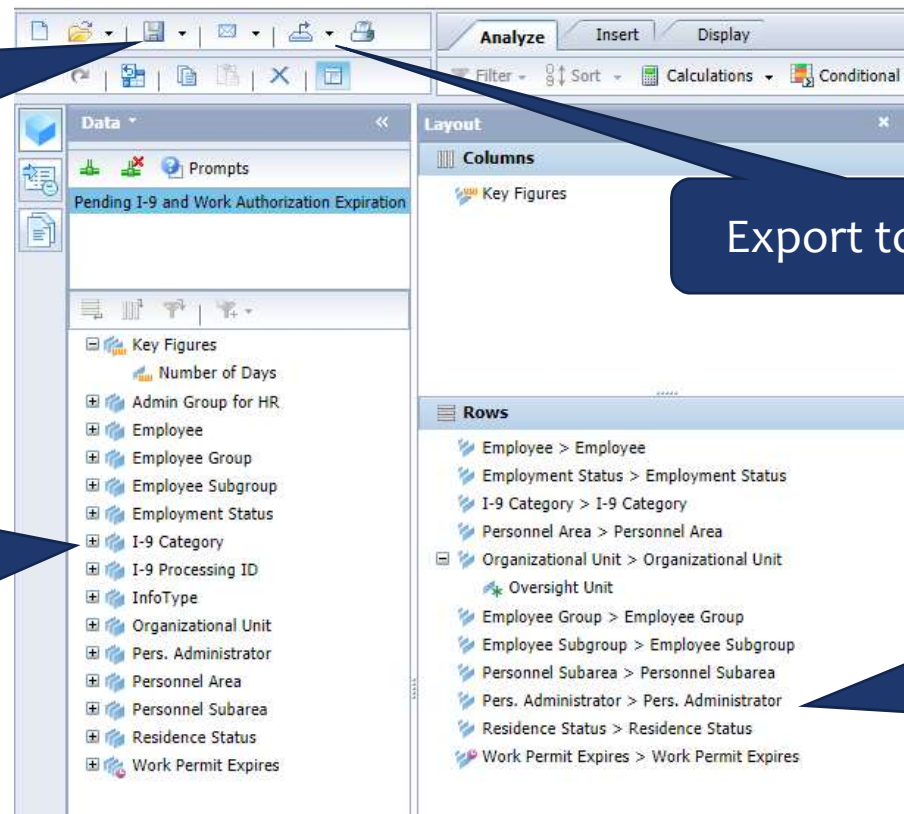 Analyze Insert Display
Filter Sort Calculations Conditional
Data
Layout
Prompts
Columns
Pending I-9 and Work Authorization Expiration
Key Figures
Export to
Key Figures
Number of Days
Admin Group for HR
Employee
Employee Group
Employee Subgroup
Employment Status
I-9 Category
I-9 Processing ID
InfoType
Organizational Unit
Pers. Administrator
Personnel Area
Personnel Subarea
Residence Status
Work Permit Expires
Rows
Employee > Employee
Employment Status > Employment Status
I-9 Category > I-9 Category
Personnel Area > Personnel Area
Organizational Unit > Organizational Unit
Oversight Unit
Employee Group > Employee Group
Employee Subgroup > Employee Subgroup
Personnel Subarea > Personnel Subarea
Pers. Administrator > Pers. Administrator
Residence Status > Residence Status
Work Permit Expires > Work Permit Expires